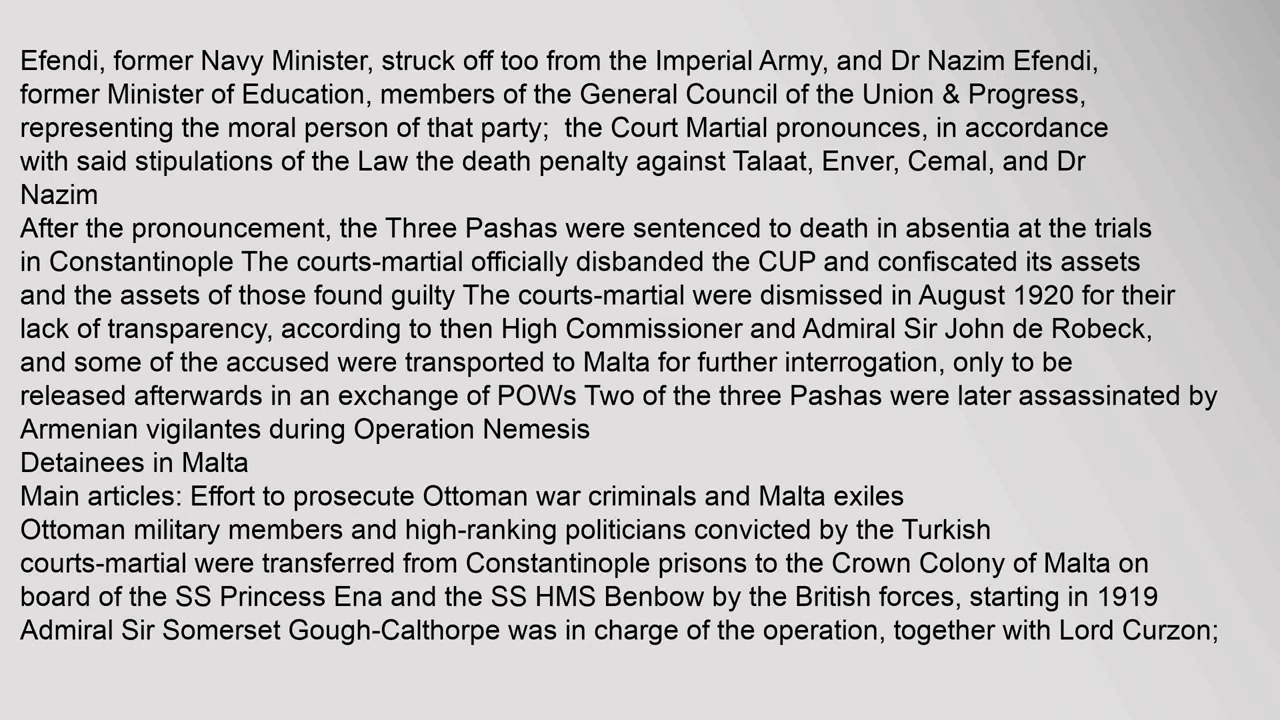 Efendi, former Navy Minister, struck off too from the Imperial Army, and Dr Nazim Efendi,
former Minister of Education, members of the General Council of the Union & Progress,
representing the moral person of that party;  the Court Martial pronounces, in accordance
with said stipulations of the Law the death penalty against Talaat, Enver, Cemal, and Dr
Nazim
After the pronouncement, the Three Pashas were sentenced to death in absentia at the trials
in Constantinople The courts-martial officially disbanded the CUP and confiscated its assets
and the assets of those found guilty The courts-martial were dismissed in August 1920 for their
lack of transparency, according to then High Commissioner and Admiral Sir John de Robeck,
and some of the accused were transported to Malta for further interrogation, only to be
released afterwards in an exchange of POWs Two of the three Pashas were later assassinated by
Armenian vigilantes during Operation Nemesis
Detainees in Malta
Main articles: Effort to prosecute Ottoman war criminals and Malta exiles
Ottoman military members and high-ranking politicians convicted by the Turkish
courts-martial were transferred from Constantinople prisons to the Crown Colony of Malta on
board of the SS Princess Ena and the SS HMS Benbow by the British forces, starting in 1919
Admiral Sir Somerset Gough-Calthorpe was in charge of the operation, together with Lord Curzon;